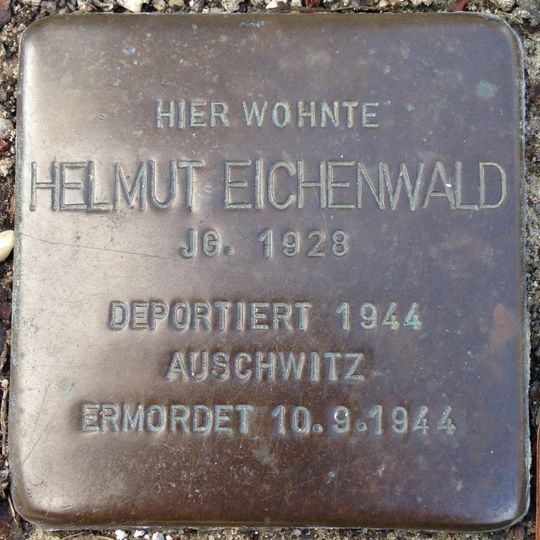 HIER WOHNTE
HELMUT EICHENWALD
JG. 1928
DEPORTIERT 1944
AUSCHWITZ
ERMORDET 10.9.1944